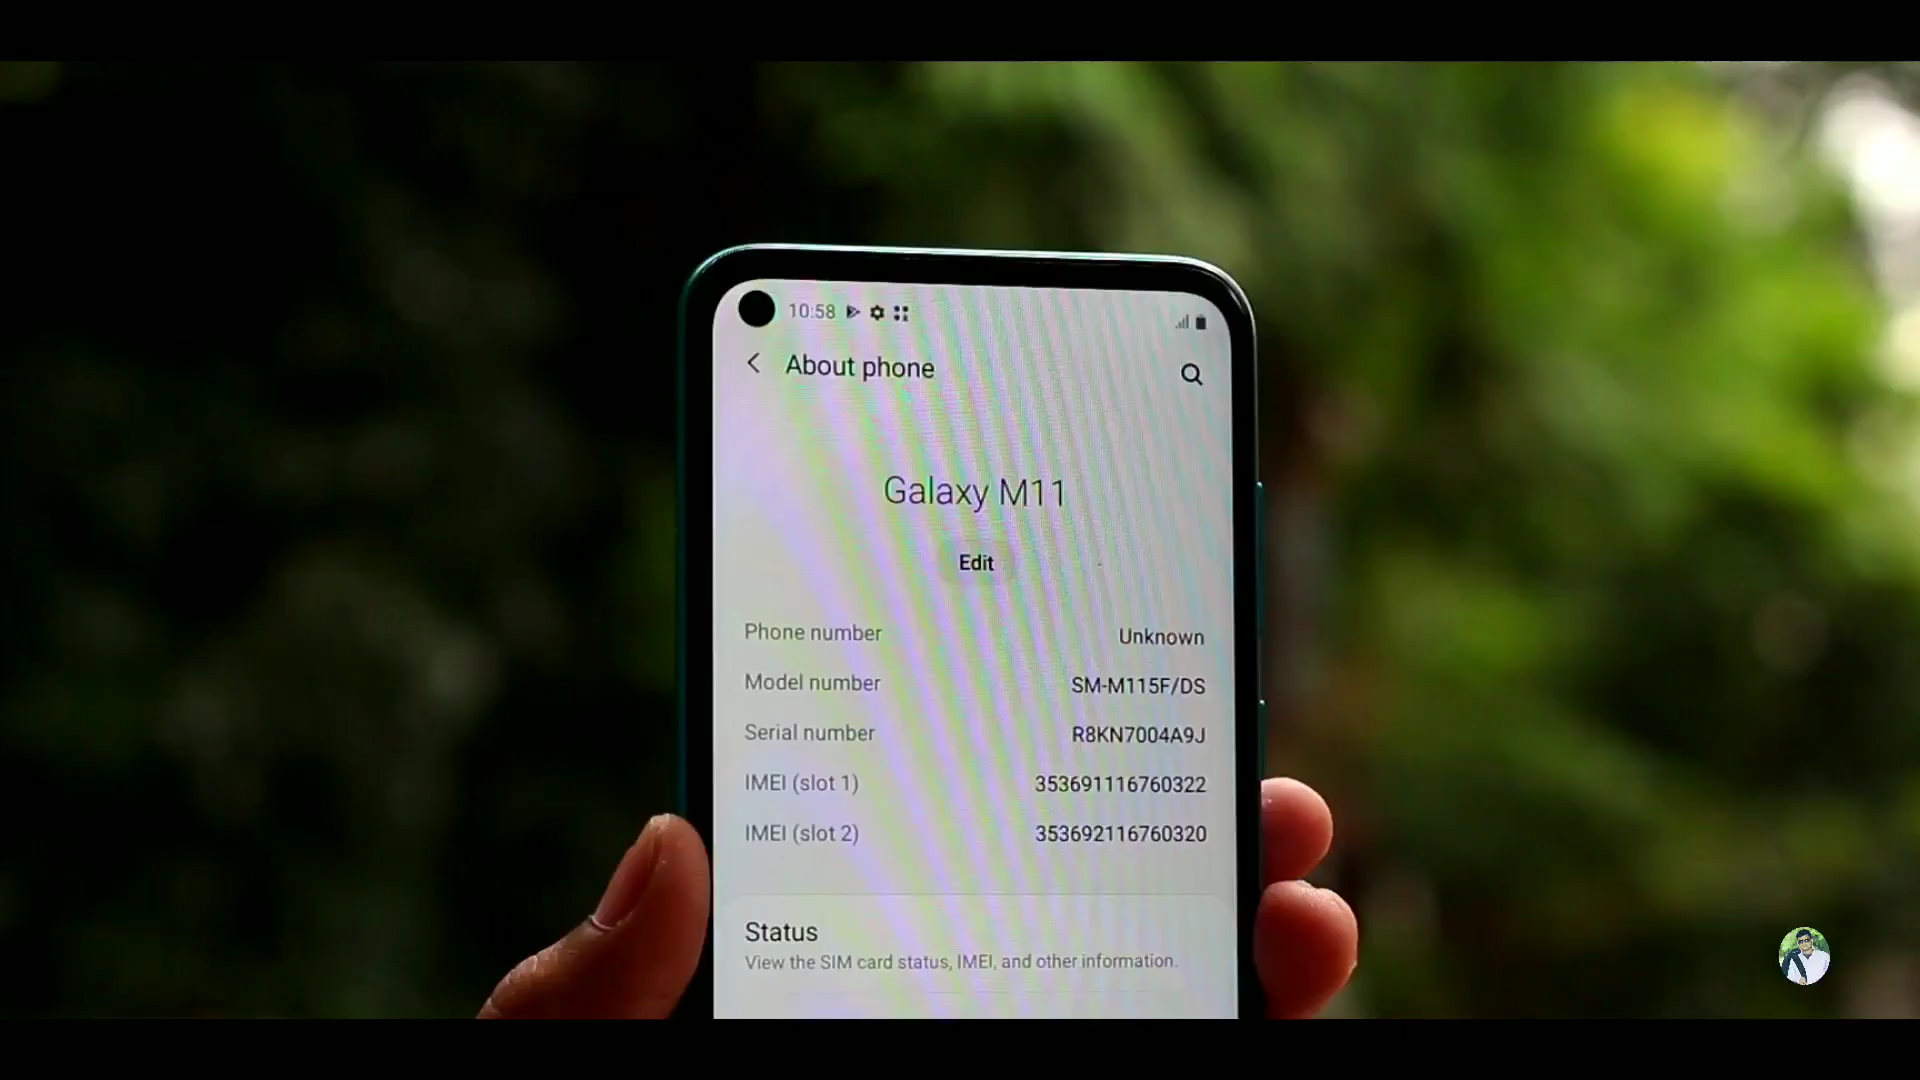 10:58
About phone
Galaxy M11
Edit
Phone number Unknown
Model number SM-M115F/DS
Serial number R8KN7004A9J
IMEI (slot 1) 353691116760322
IMEI (slot 2) 353692116760320
Status
View the SIM card status, IMEI, and other information.